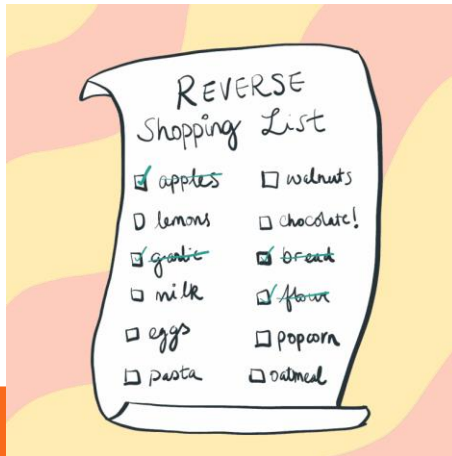 REVERSE
Shopping List
apples
lemons
garlic
milk
eggs
pasta
walnuts
chocolate!
bread
flour
popcorn
oatmeal